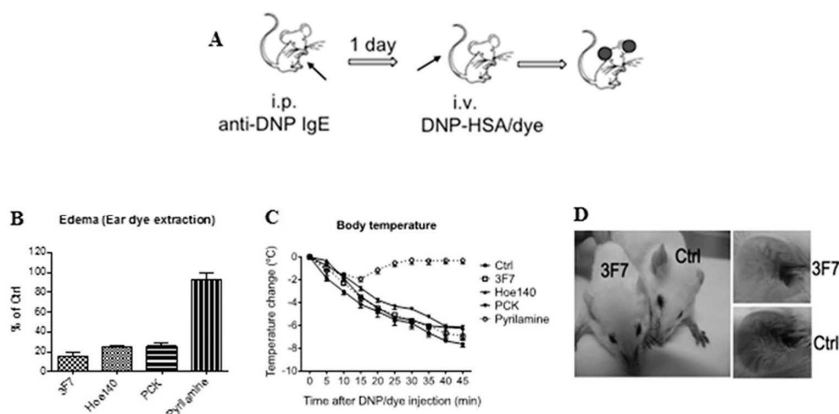 A
1 day
i.p.
anti-DNP IgE
i.v.
DNP-HSA/dye
B
Edema (Ear dye extraction)
% of Ctrl
120
100
80
60
40
20
0
3F7
Hoe140
PCK
Pyrilamine
C
Body temperature
Temperature change (°C)
0
-2
-4
-6
-8
-10
0 5 10 15 20 25 30 35 40 45
Time after DNP/dye injection (min)
Ctrl
3F7
Hoe140
PCK
Pyrilamine
D
3F7
Ctrl
3F7
Ctrl